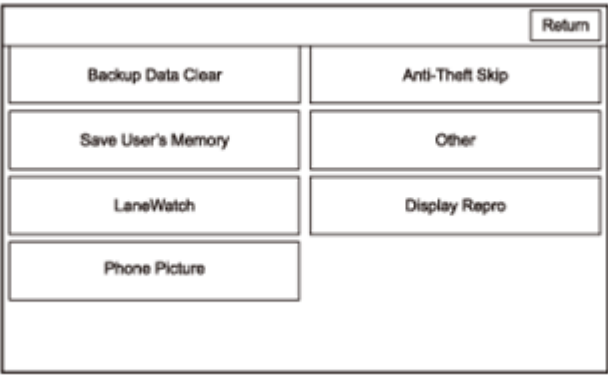 Return
Backup Data Clear
Anti-Theft Skip
Save User's Memory
Other
LaneWatch
Display Repro
Phone Picture